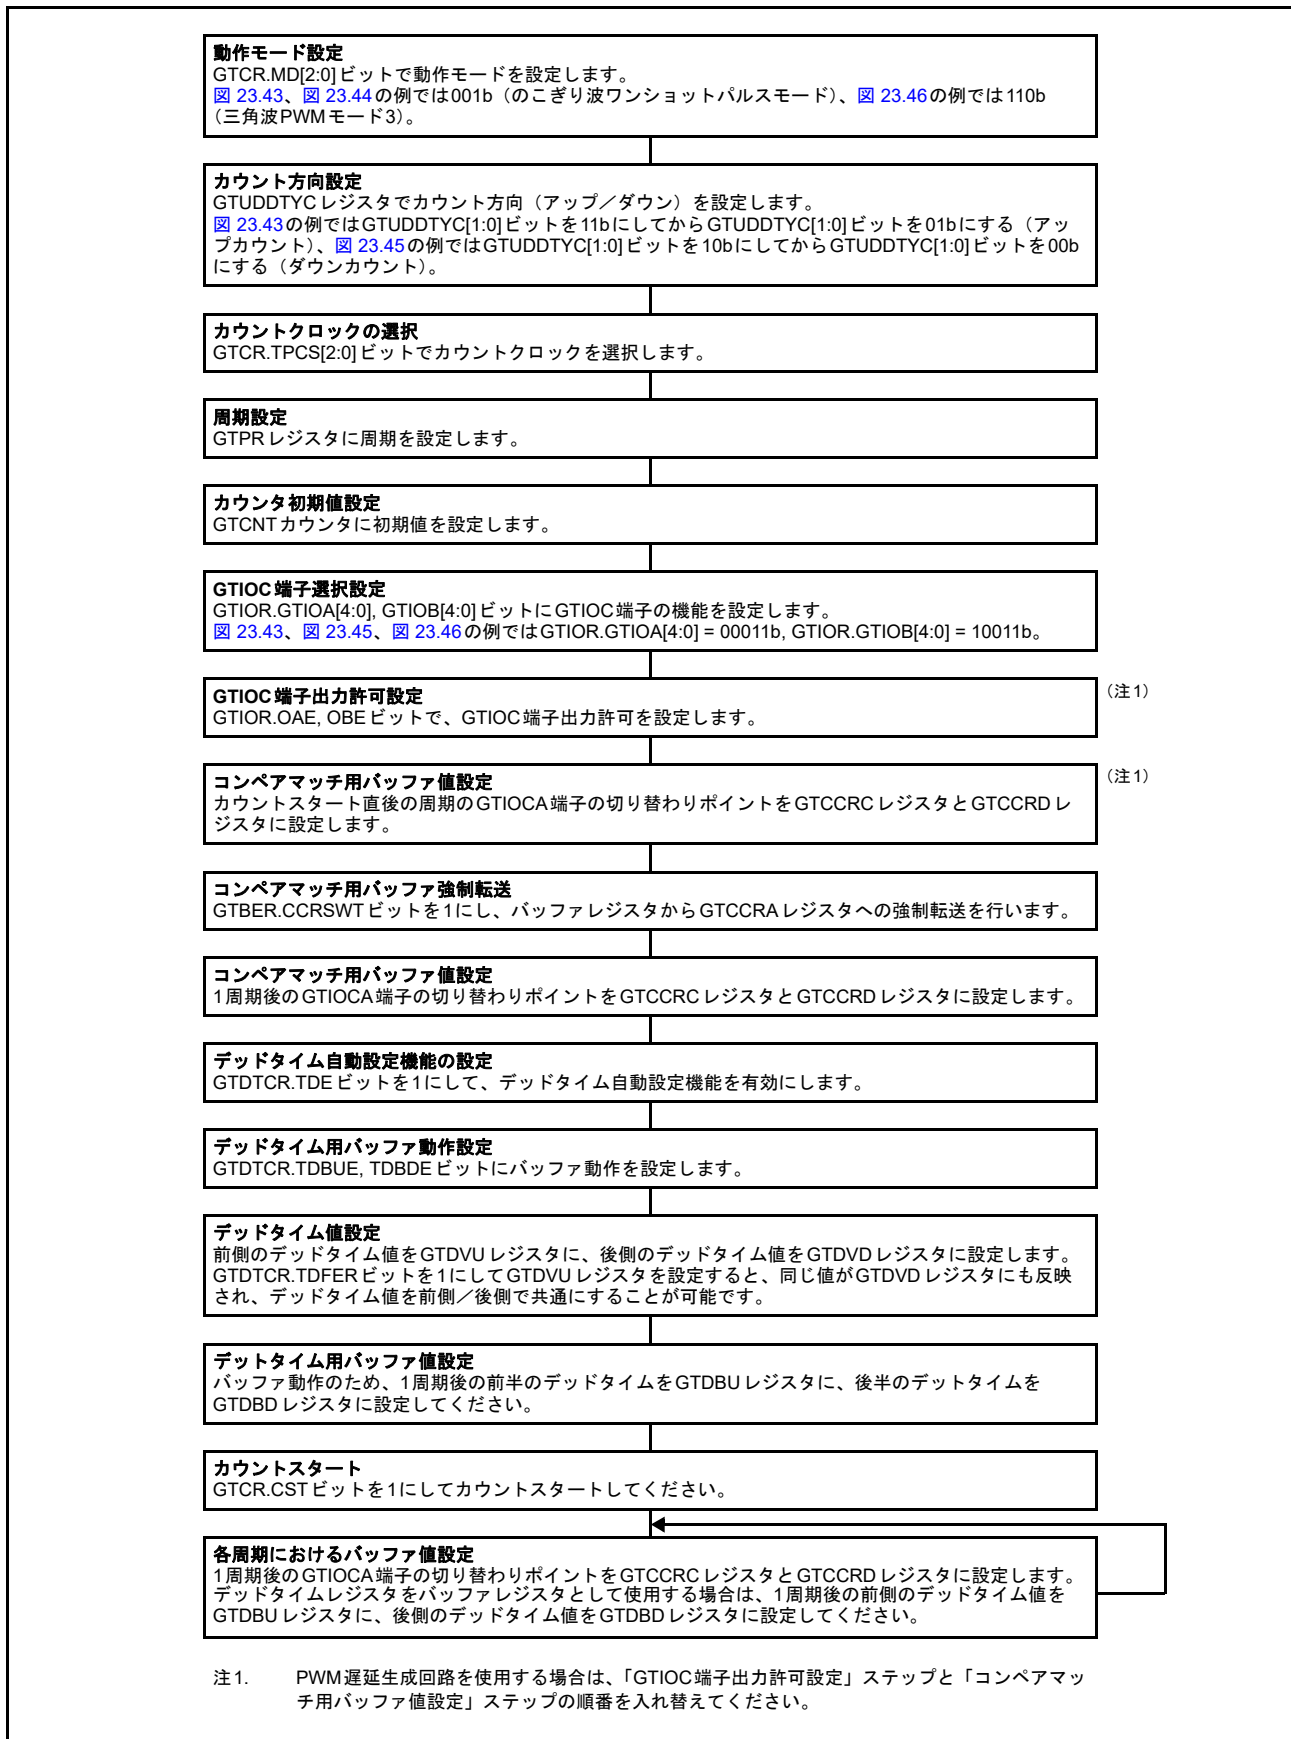 動作モード設定
GTCR.MD[2:0]ビットで動作モードを設定します。
図 23.43、図 23.44の例では001b（のこぎり波ワンショットパルスモード）、図 23.46の例では110b
（三角波PWMモード3）。
カウント方向設定
GTUDDTYCレジスタでカウント方向（アップ／ダウン）を設定します。
図 23.43の例ではGTUDDTYC[1:0]ビットを11bにしてからGTUDDTYC[1:0]ビットを01bにする（アッ
プカウント）、図 23.45の例ではGTUDDTYC[1:0]ビットを10bにしてからGTUDDTYC[1:0]ビットを00b
にする（ダウンカウント）。
カウントクロックの選択
GTCR.TPCS[2:0]ビットでカウントクロックを選択します。
周期設定
GTPRレジスタに周期を設定します。
カウンタ初期値設定
GTCNTカウンタに初期値を設定します。
GTIOC端子選択設定
GTIOR.GTIOA[4:0], GTIOB[4:0]ビットにGTIOC端子の機能を設定します。
図 23.43、図 23.45、図 23.46の例ではGTIOR.GTIOA[4:0] = 00011b, GTIOR.GTIOB[4:0] = 10011b。
GTIOC端子出力許可設定 （注1）
GTIOR.OAE, OBEビットで、GTIOC端子出力許可を設定します。
コンペアマッチ用バッファ値設定 （注1）
カウントスタート直後の周期のGTIOCA端子の切り替わりポイントをGTCCRCレジスタとGTCCRDレ
ジスタに設定します。
コンペアマッチ用バッファ強制転送
GTBER.CCRSWTビットを1にし、バッファレジスタからGTCCRAレジスタへの強制転送を行います。
コンペアマッチ用バッファ値設定
1周期後のGTIOCA端子の切り替わりポイントをGTCCRCレジスタとGTCCRDレジスタに設定します。
デッドタイム自動設定機能の設定
GTDTCR.TDEビットを1にして、デッドタイム自動設定機能を有効にします。
デッドタイム用バッファ動作設定
GTDTCR.TDBUE, TDBDEビットにバッファ動作を設定します。
デッドタイム値設定
前側のデッドタイム値をGTDVUレジスタに、後側のデッドタイム値をGTDVDレジスタに設定します。
GTDTCR.TDFERビットを1にしてGTDVUレジスタを設定すると、同じ値がGTDVDレジスタにも反映
され、デッドタイム値を前側／後側で共通にすることが可能です。
デットタイム用バッファ値設定
バッファ動作のため、1周期後の前半のデッドタイムをGTDBUレジスタに、後半のデットタイムを
GTDBDレジスタに設定してください。
カウントスタート
GTCR.CSTビットを1にしてカウントスタートしてください。
各周期におけるバッファ値設定
1周期後のGTIOCA端子の切り替わりポイントをGTCCRCレジスタとGTCCRDレジスタに設定します。
デッドタイムレジスタをバッファレジスタとして使用する場合は、1周期後の前側のデッドタイム値を
GTDBUレジスタに、後側のデッドタイム値をGTDBDレジスタに設定してください。
注1. PWM遅延生成回路を使用する場合は、「GTIOC端子出力許可設定」ステップと「コンペアマッ
チ用バッファ値設定」ステップの順番を入れ替えてください。